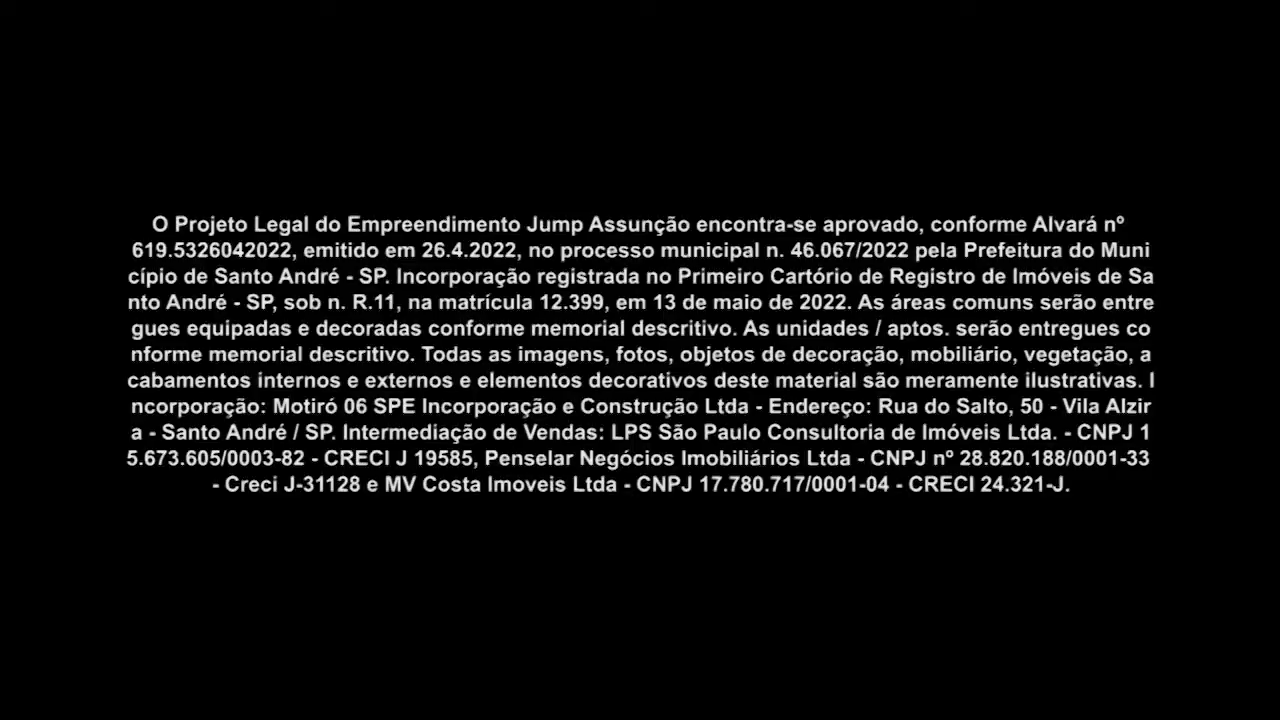 O Projeto Legal do Empreendimento Jump Assunção encontra-se aprovado, conforme Alvará nº
619.5326042022, emitido em 26.4.2022, no processo municipal n. 46.067/2022 pela Prefeitura do Muni
cípio de Santo André - SP. Incorporação registrada no Primeiro Cartório de Registro de Imóveis de Sa
nto André - SP, sob n. R.11, na matrícula 12.399, em 13 de maio de 2022. As áreas comuns serão entre
gues equipadas e decoradas conforme memorial descritivo. As unidades / aptos. serão entregues co
nforme memorial descritivo. Todas as imagens, fotos, objetos de decoração, mobiliário, vegetação, a
cabamentos internos e externos e elementos decorativos deste material são meramente ilustrativas. I
ncorporação: Motiró 06 SPE Incorporação e Construção Ltda - Endereço: Rua do Salto, 50 - Vila Alzir
a - Santo André / SP. Intermediação de Vendas: LPS São Paulo Consultoria de Imóveis Ltda. - CNPJ 1
5.673.605/0003-82 - CRECI J 19585, Penselar Negócios Imobiliários Ltda - CNPJ nº 28.820.188/0001-33
- Creci J-31128 e MV Costa Imoveis Ltda - CNPJ 17.780.717/0001-04 - CRECI 24.321-J.